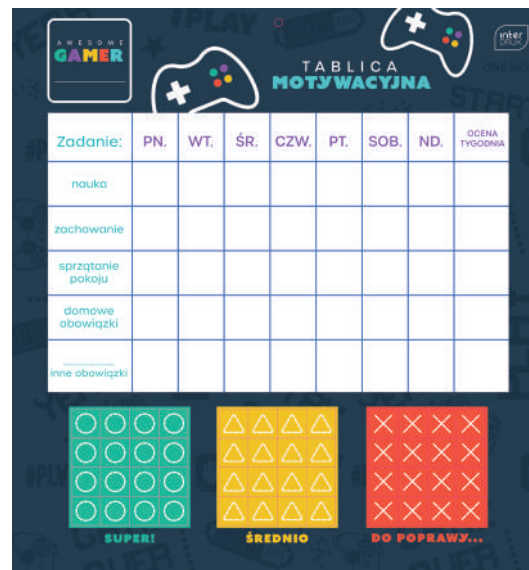 AWESOME
GAMER
#PLAY
inter
DRUK
TABLICA
MOTYWACYJNA
Zadanie: PN. WT. ŚR. CZW. PT. SOB. ND. OCENA TYGODNIA
nauka
zachowanie
sprzątanie
pokoju
domowe
obowiązki
....................
inne obowiązki
SUPER!
ŚREDNIO
DO POPRAWY...